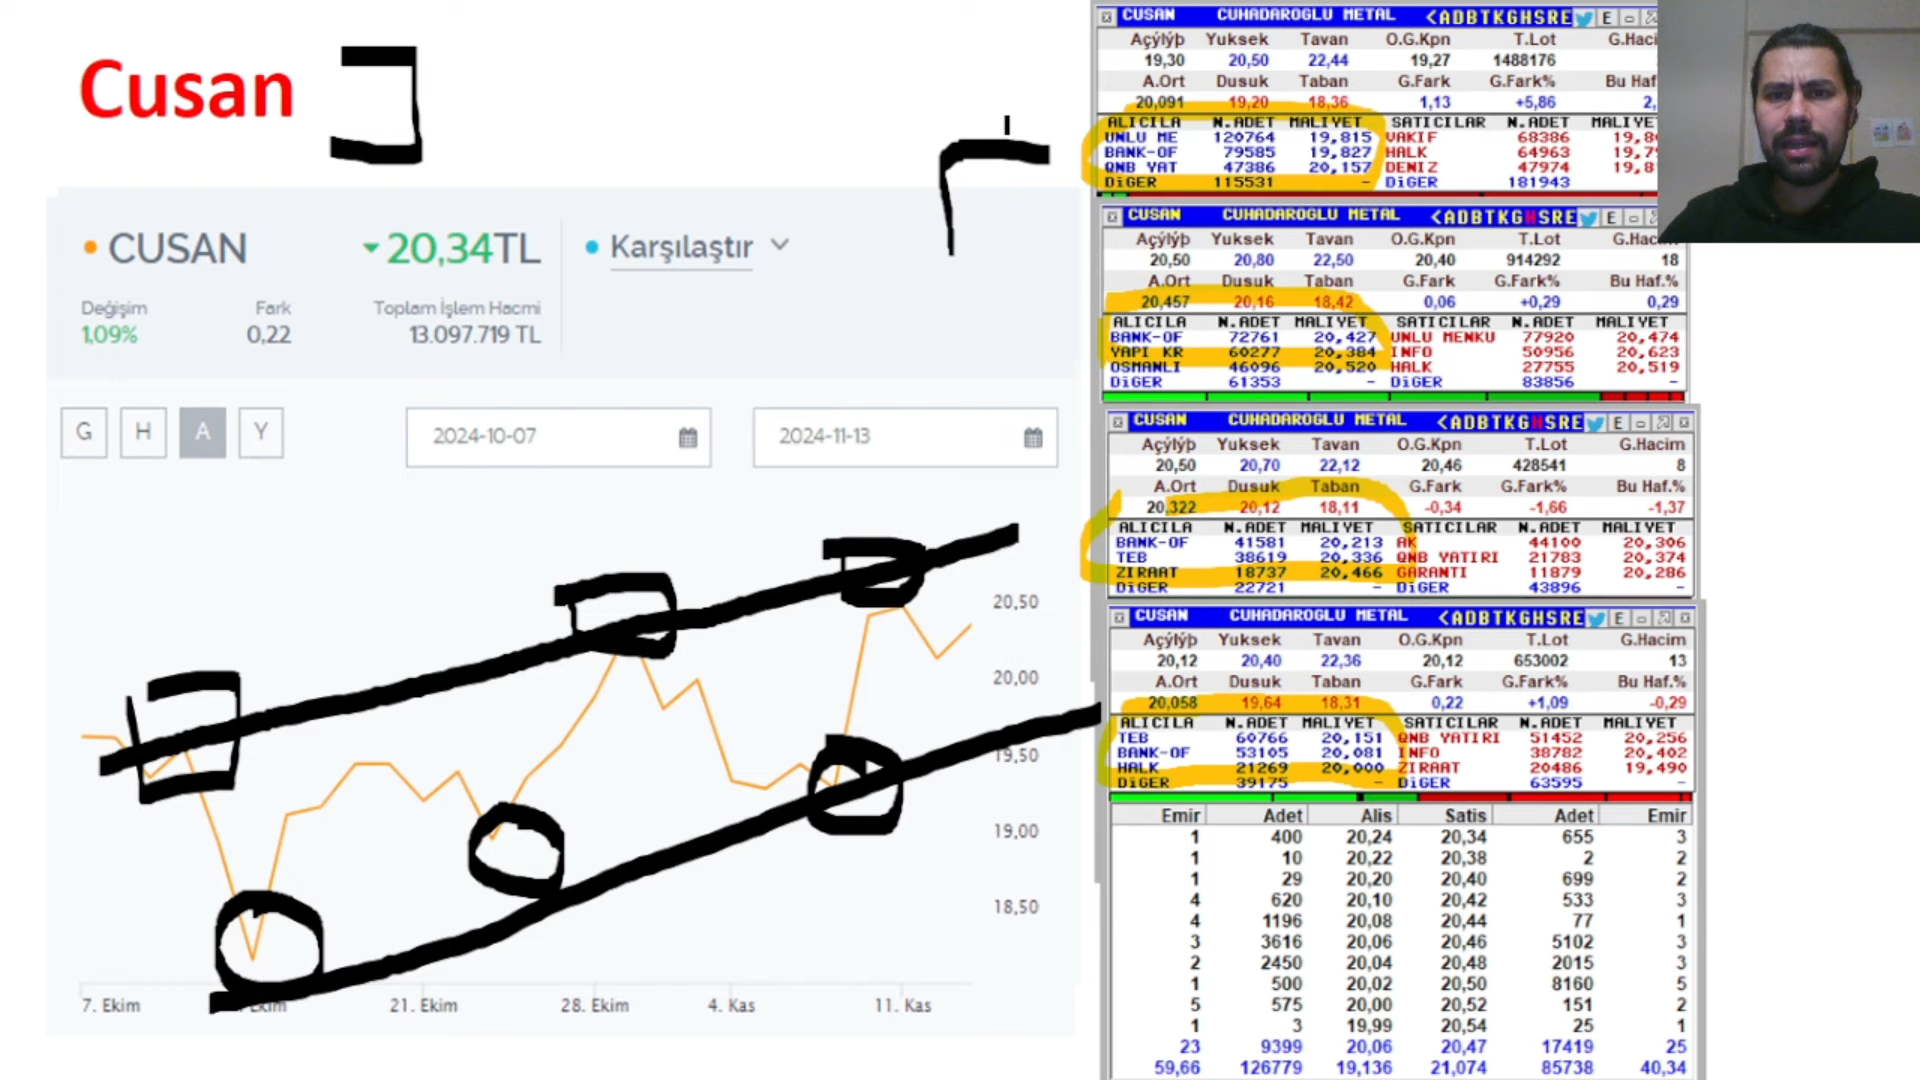 Cusan
CUSAN
20,34TL
Karşılaştır
Değişim Fark Toplam İşlem Hacmi
1,09% 0,22 13.097.719 TL
G H A Y
2024-10-07 2024-11-13
20,50
20,00
19,50
19,00
18,50
7. Ekim 21. Ekim 28. Ekim 4. Kas 11. Kas
CUSAN CUHADAROGLU METAL <ADBTKGHSRE E
Açýlýþ Yuksek Tavan O.G.Kpn T.Lot G.Haci
19,30 20,50 22,44 19,27 1488176
A.Ort Dusuk Taban G.Fark G.Fark% Bu Haf
20,091 19,20 18,36 1,13 +5,86 2,
ALICILA N.ADET MALIYET SATICILAR N.ADET MALIYE
UNLU ME 120764 19,815 VAKIF 68386
BANK-OF 79585 19,827 HALK 64963
QNB YAT 47386 20,157 DENIZ 47974
DiGER 115531 - DiGER 181943
CUSAN CUHADAROGLU METAL <ADBTKGHSRE E
Açýlýþ Yuksek Tavan O.G.Kpn T.Lot
20,50 20,80 22,50 20,40 914292 18
A.Ort Dusuk Taban G.Fark G.Fark% Bu Haf.%
20,457 20,16 18,42 0,06 +0,29 0,29
ALICILA N.ADET MALIYET SATICILAR N.ADET MALIYET
BANK-OF 72761 20,427 UNLU MENKU 77920 20,474
YAPI KR 60277 20,384 INFO 50956 20,623
OSMANLI 46096 20,520 HALK 27755 20,519
DiGER 61353 - DiGER 83856 -
CUSAN CUHADAROGLU METAL <ADBTKGHSRE E
Açýlýþ Yuksek Tavan O.G.Kpn T.Lot G.Hacim
20,50 20,70 22,12 20,46 428541 8
A.Ort Dusuk Taban G.Fark G.Fark% Bu Haf.%
20,322 20,12 18,11 -0,34 -1,66 -1,37
ALICILA N.ADET MALIYET SATICILAR N.ADET MALIYET
BANK-OF 41581 20,213 AK 44100 20,306
TEB 38619 20,336 QNB YATIRI 21783 20,374
ZIRAAT 18737 20,466 GARANTI 11879 20,286
DiGER 22721 - DiGER 43896 -
CUSAN CUHADAROGLU METAL <ADBTKGHSRE E
Açýlýþ Yuksek Tavan O.G.Kpn T.Lot G.Hacim
20,12 20,40 22,36 20,12 653002 13
A.Ort Dusuk Taban G.Fark G.Fark% Bu Haf.%
20,058 19,64 18,31 0,22 +1,09 -0,29
ALICILA N.ADET MALIYET SATICILAR N.ADET MALIYET
TEB 60766 20,151 QNB YATIRI 51452 20,256
BANK-OF 53105 20,081 INFO 38782 20,402
HALK 21269 20,000 ZIRAAT 20486 19,490
DiGER 39175 - DiGER 63595 -
Emir Adet Alis Satis Adet Emir
1 400 20,24 20,34 655 3
1 10 20,22 20,38 2 2
1 29 20,20 20,40 699 2
4 620 20,10 20,42 533 3
4 1196 20,08 20,44 77 1
3 3616 20,06 20,46 5102 3
2 2450 20,04 20,48 2015 3
1 500 20,02 20,50 8160 5
5 575 20,00 20,52 151 2
1 3 19,99 20,54 25 1
23 9399 20,06 20,47 17419 25
59,66 126779 19,136 21,074 85738 40,34